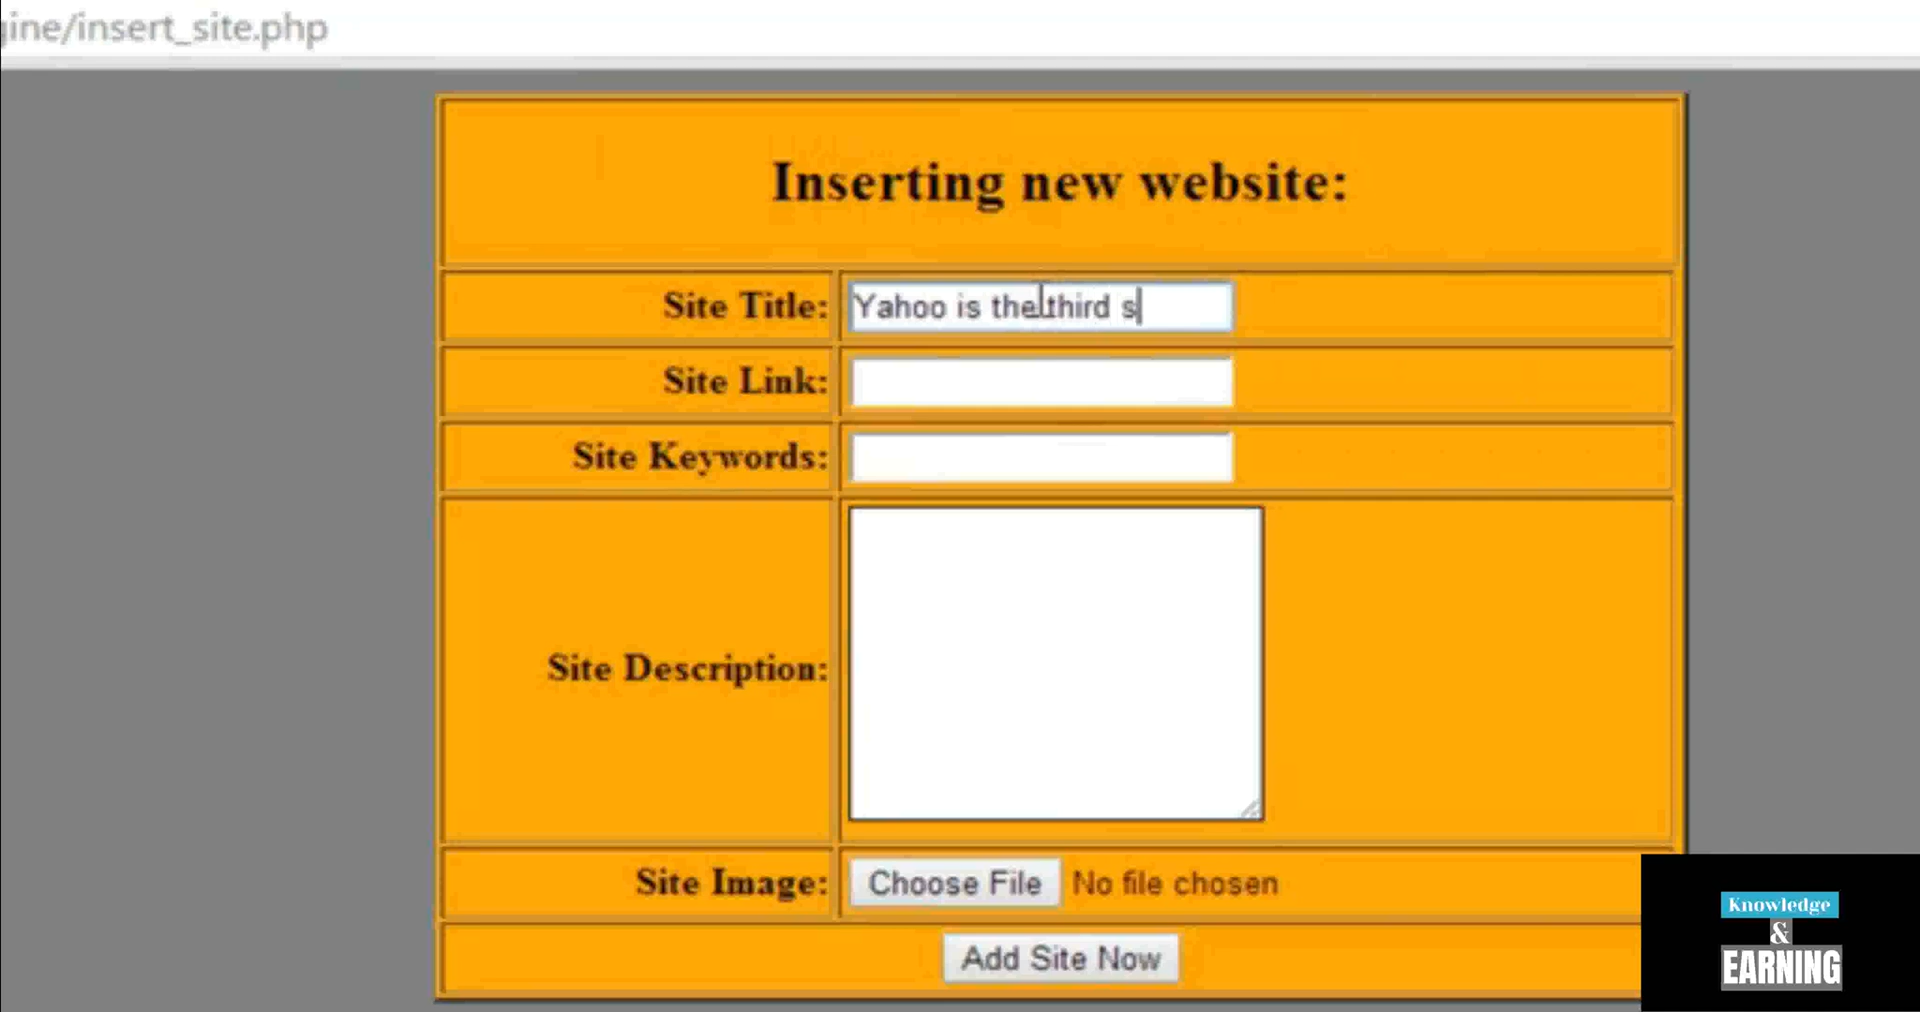 gine/insert_site.php
Inserting new website:
Site Title: Yahoo is the third s
Site Link:
Site Keywords:
Site Description:
Site Image: Choose File No file chosen
Add Site Now
Knowledge
&
EARNING